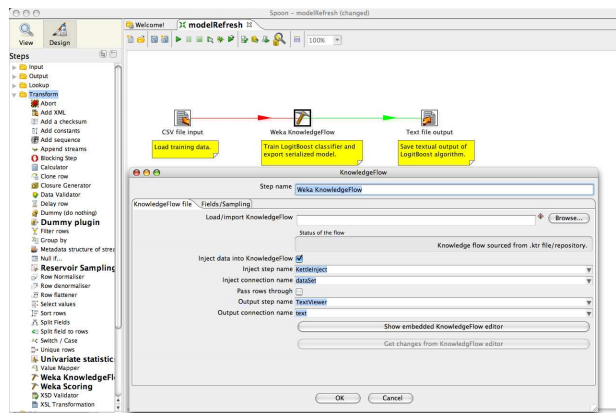 Spoon - modelRefresh (changed)
View
Design
Welcome!
modelRefresh
100%
Steps
Input
Output
Lookup
Transform
Abort
Add XML
Add a checksum
Add constants
Add sequence
Append streams
Blocking Step
Calculator
Clone row
Closure Generator
Data Validator
Delay row
Dummy (do nothing)
Dummy plugin
Filter rows
Group by
Metadata structure of strea
Null if...
Reservoir Sampling
Row Normaliser
Row denormaliser
Row flattener
Select values
Sort rows
Split Fields
Split field to rows
Switch / Case
Unique rows
Univariate statistic
Value Mapper
Weka KnowledgeFl
Weka Scoring
XSD Validator
XSL Transformation
CSV file input
Weka KnowledgeFlow
Text file output
Load training data.
Train LogitBoost classifier and
export serialized model.
Save textual output of
LogitBoost algorithm.
KnowledgeFlow
Step name Weka KnowledgeFlow
KnowledgeFlow file
Fields/Sampling
Load/import KnowledgeFlow
Browse...
Status of the flow
Knowledge flow sourced from .ktr file/repository.
Inject data into KnowledgeFlow
Inject step name KettleInject
Inject connection name dataSet
Pass rows through
Output step name TextViewer
Output connection name text
Show embedded KnowledgeFlow editor
Get changes from KnowledgFlow editor
OK
Cancel